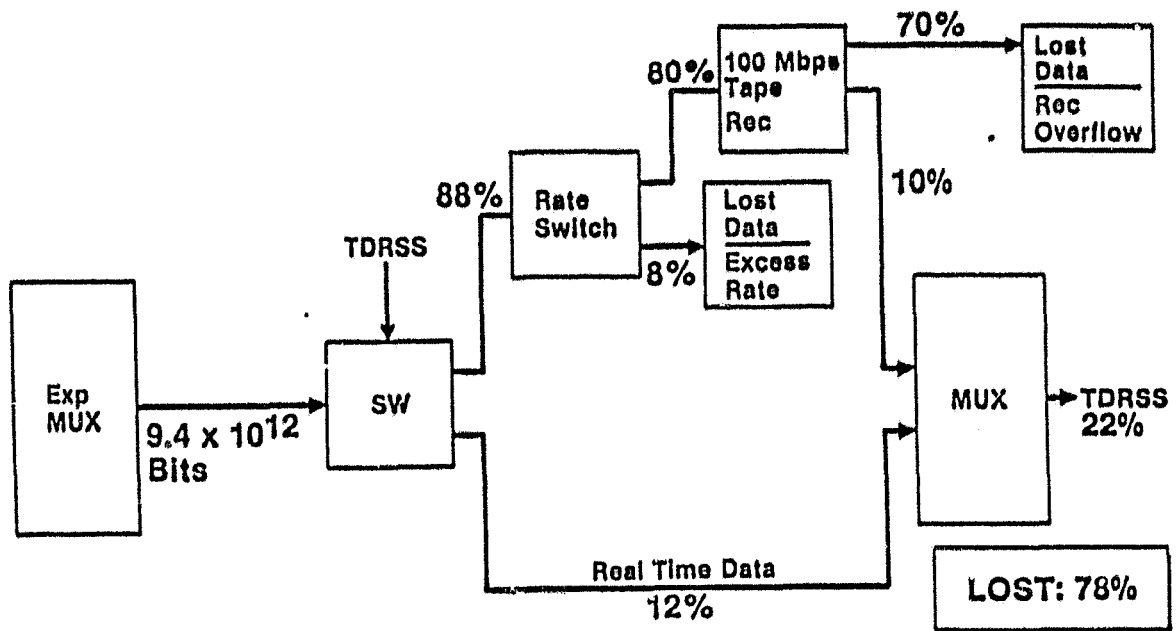 70%
Lost
Data
Rec
Overflow
100 Mbps
Tape
Rec
80%
10%
88%
Rate
Switch
Lost
Data
Excess
Rate
8%
TDRSS
Exp
MUX
9.4 x 10¹²
Bits
SW
MUX
TDRSS
22%
Real Time Data
12%
LOST: 78%